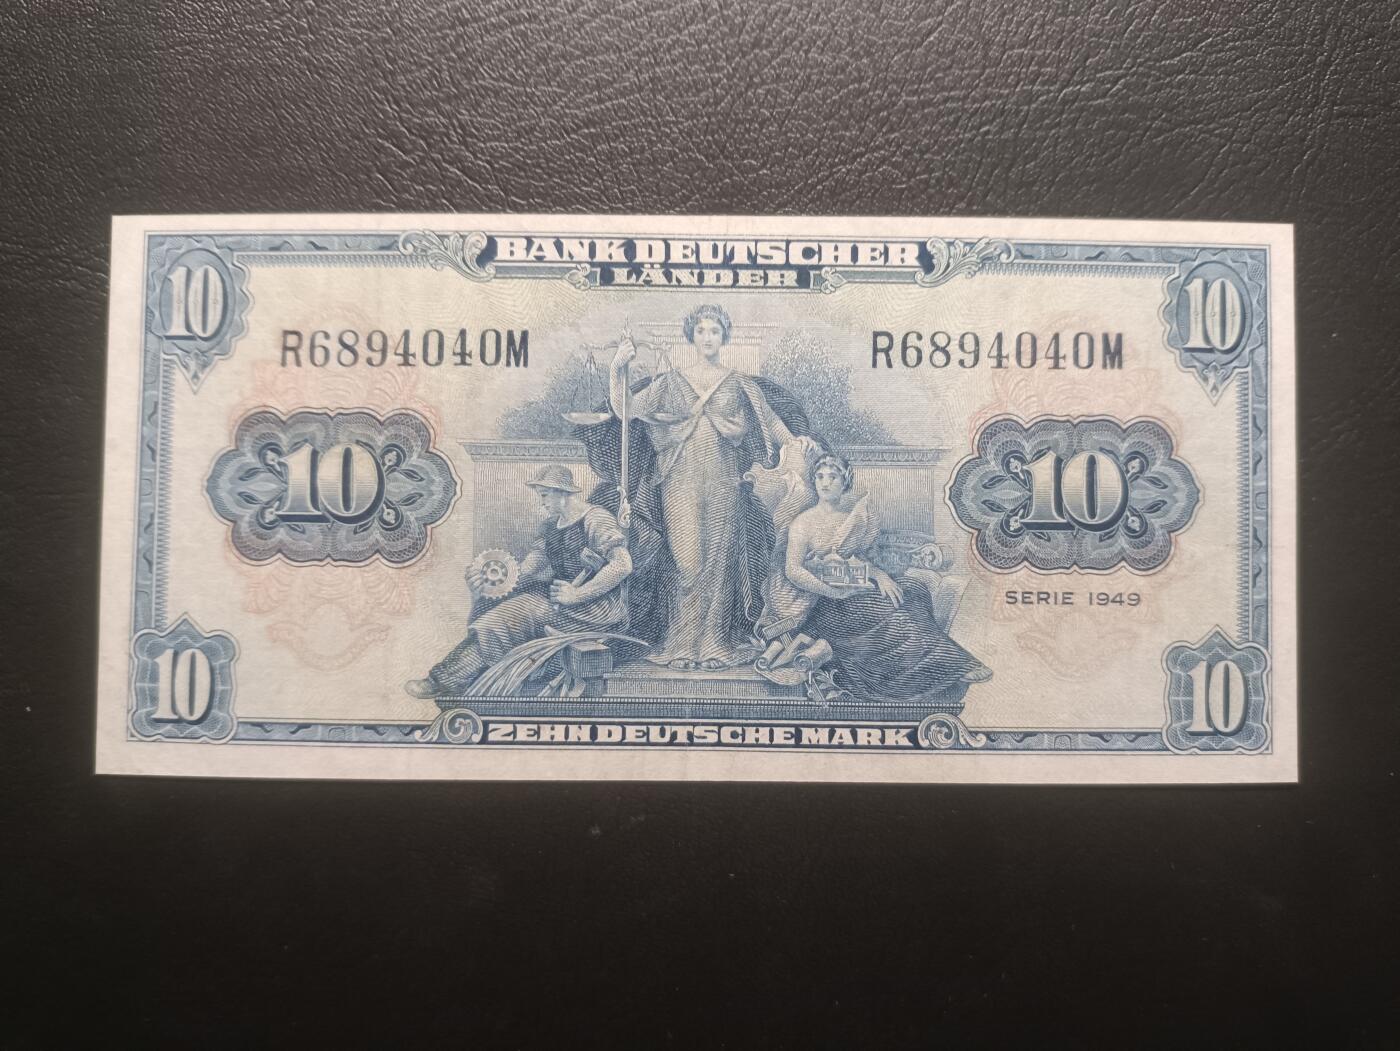 BANK DEUTSCHER
LÄNDER
10 10
R6894040M R6894040M
10 10
SERIE 1949
10 10
ZEHN DEUTSCHE MARK